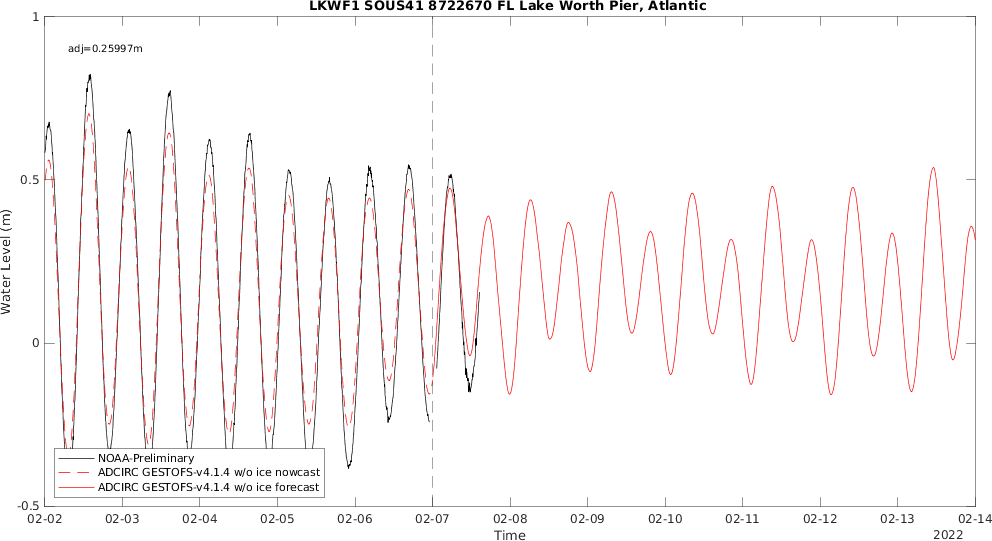 LKWF1 SOUS41 8722670 FL Lake Worth Pier, Atlantic
adj=0.25997m
1
0.5
0
-0.5
Water Level (m)
NOAA-Preliminary
ADCIRC GESTOFS-v4.1.4 w/o ice nowcast
ADCIRC GESTOFS-v4.1.4 w/o ice forecast
02-02 02-03 02-04 02-05 02-06 02-07 02-08 02-09 02-10 02-11 02-12 02-13 02-14
Time
2022